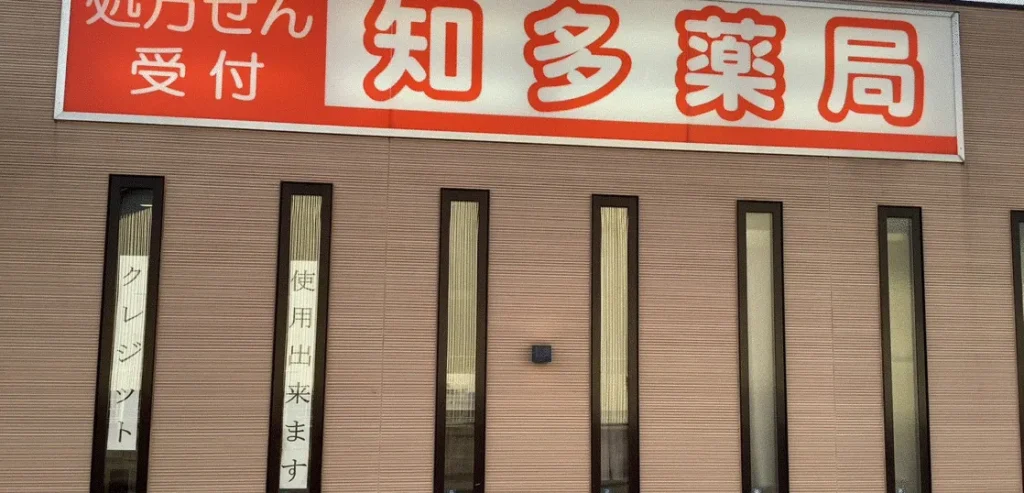 処方せん
受付
知多薬局
クレジット
使用出来ます